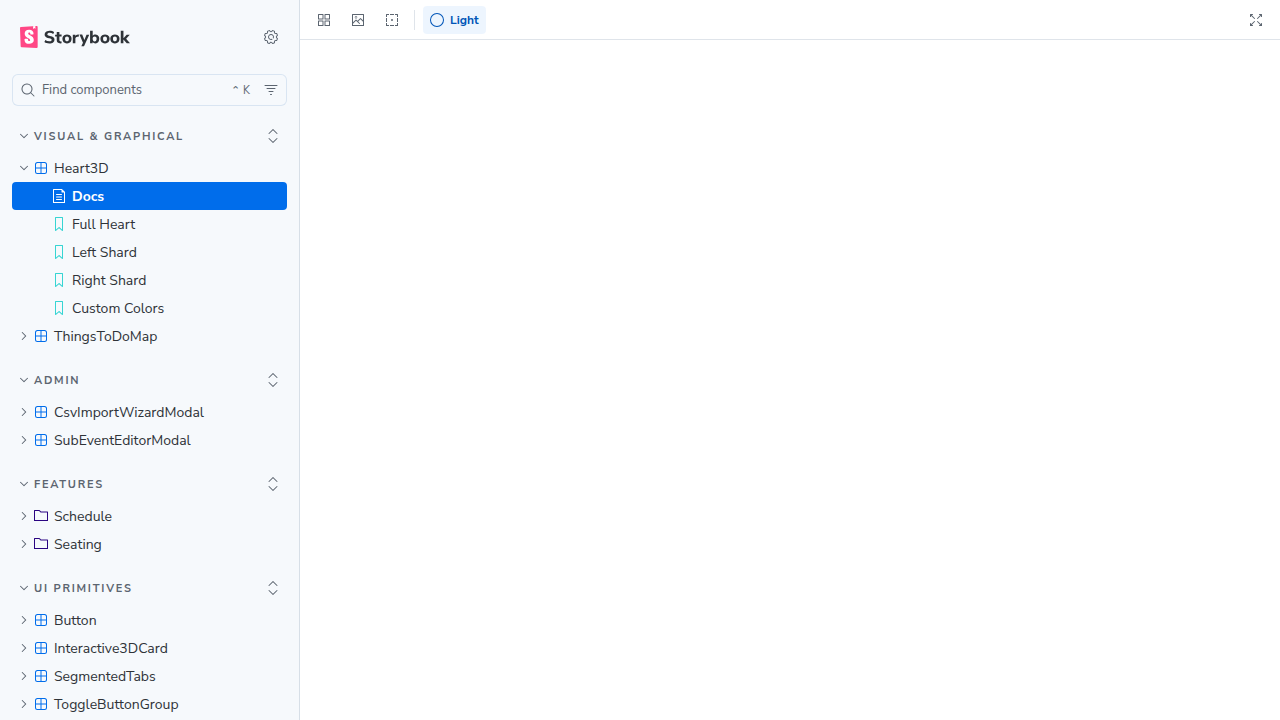 Storybook
Find components
⌃ K
VISUAL & GRAPHICAL
Heart3D
Docs
Full Heart
Left Shard
Right Shard
Custom Colors
ThingsToDoMap
ADMIN
CsvImportWizardModal
SubEventEditorModal
FEATURES
Schedule
Seating
UI PRIMITIVES
Button
Interactive3DCard
SegmentedTabs
ToggleButtonGroup
Light